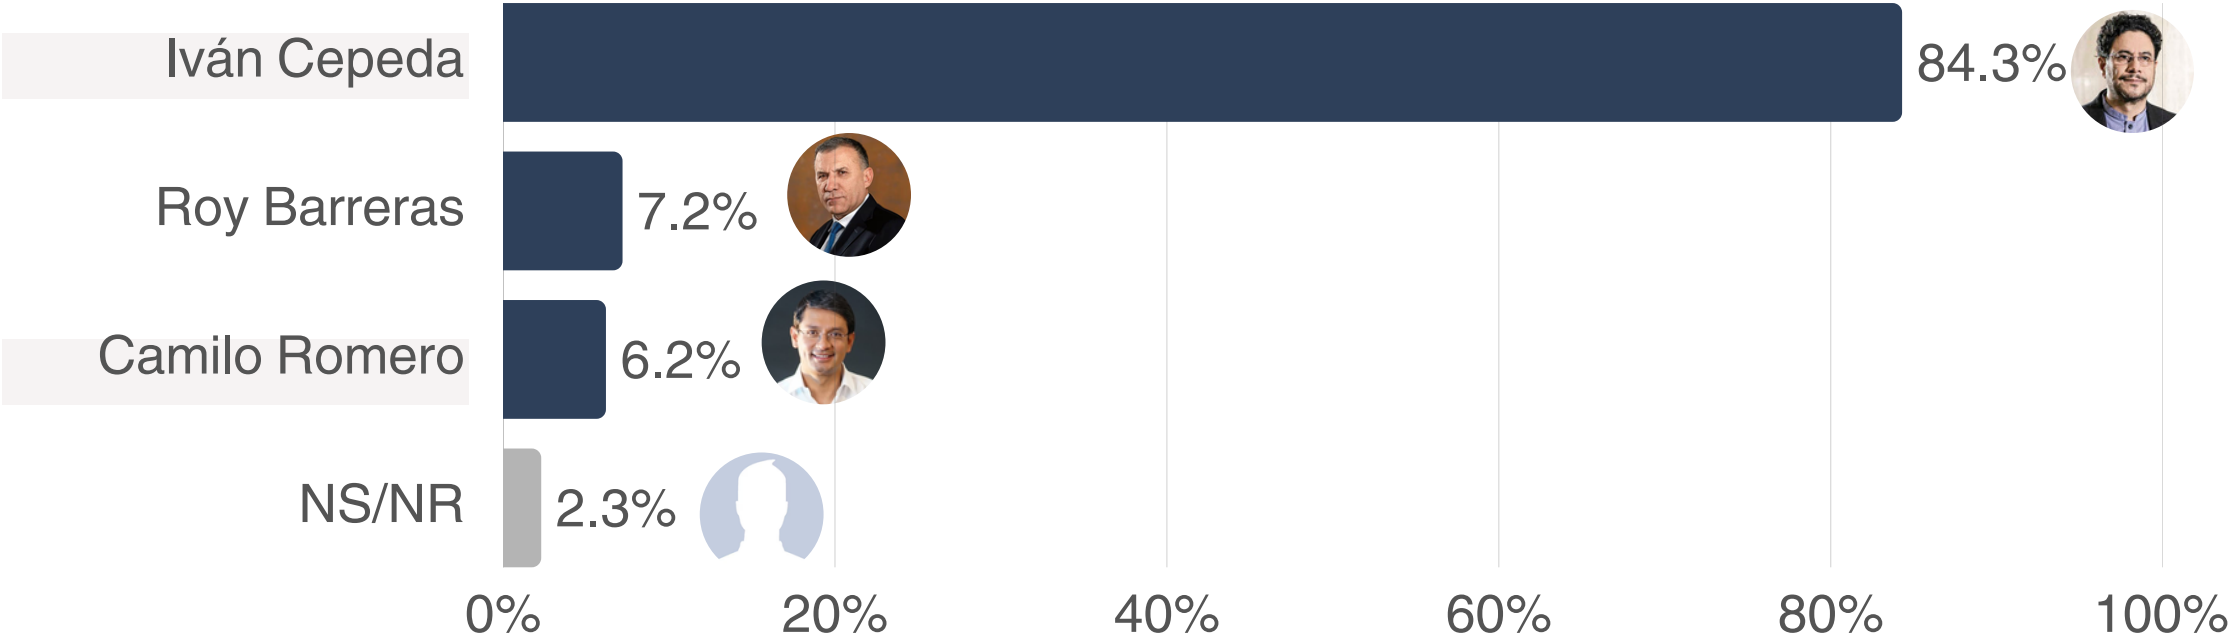 Iván Cepeda 84.3%
Roy Barreras 7.2%
Camilo Romero 6.2%
NS/NR 2.3%
0% 20% 40% 60% 80% 100%